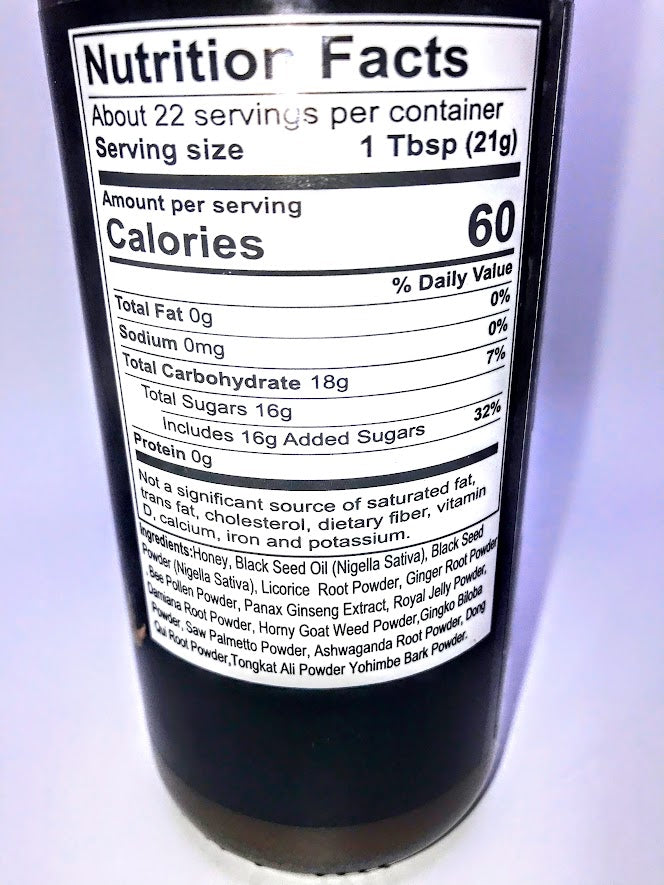 Nutrition Facts
About 22 servings per container
Serving size 1 Tbsp (21g)
Amount per serving
Calories 60
% Daily Value
Total Fat 0g 0%
Sodium 0mg 0%
Total Carbohydrate 18g 7%
Total Sugars 16g
Includes 16g Added Sugars 32%
Protein 0g
Not a significant source of saturated fat,
trans fat, cholesterol, dietary fiber, vitamin
D, calcium, iron and potassium.
Ingredients:Honey, Black Seed Oil (Nigella Sativa), Black Seed
Powder (Nigella Sativa), Licorice Root Powder, Ginger Root Powder
, Bee Pollen Powder, Panax Ginseng Extract, Royal Jelly Powder,
Damiana Root Powder, Horny Goat Weed Powder,Gingko Biloba
Powder, Saw Palmetto Powder, Ashwaganda Root Powder, Dong
Qui Root Powder,Tongkat Ali Powder Yohimbe Bark Powder.